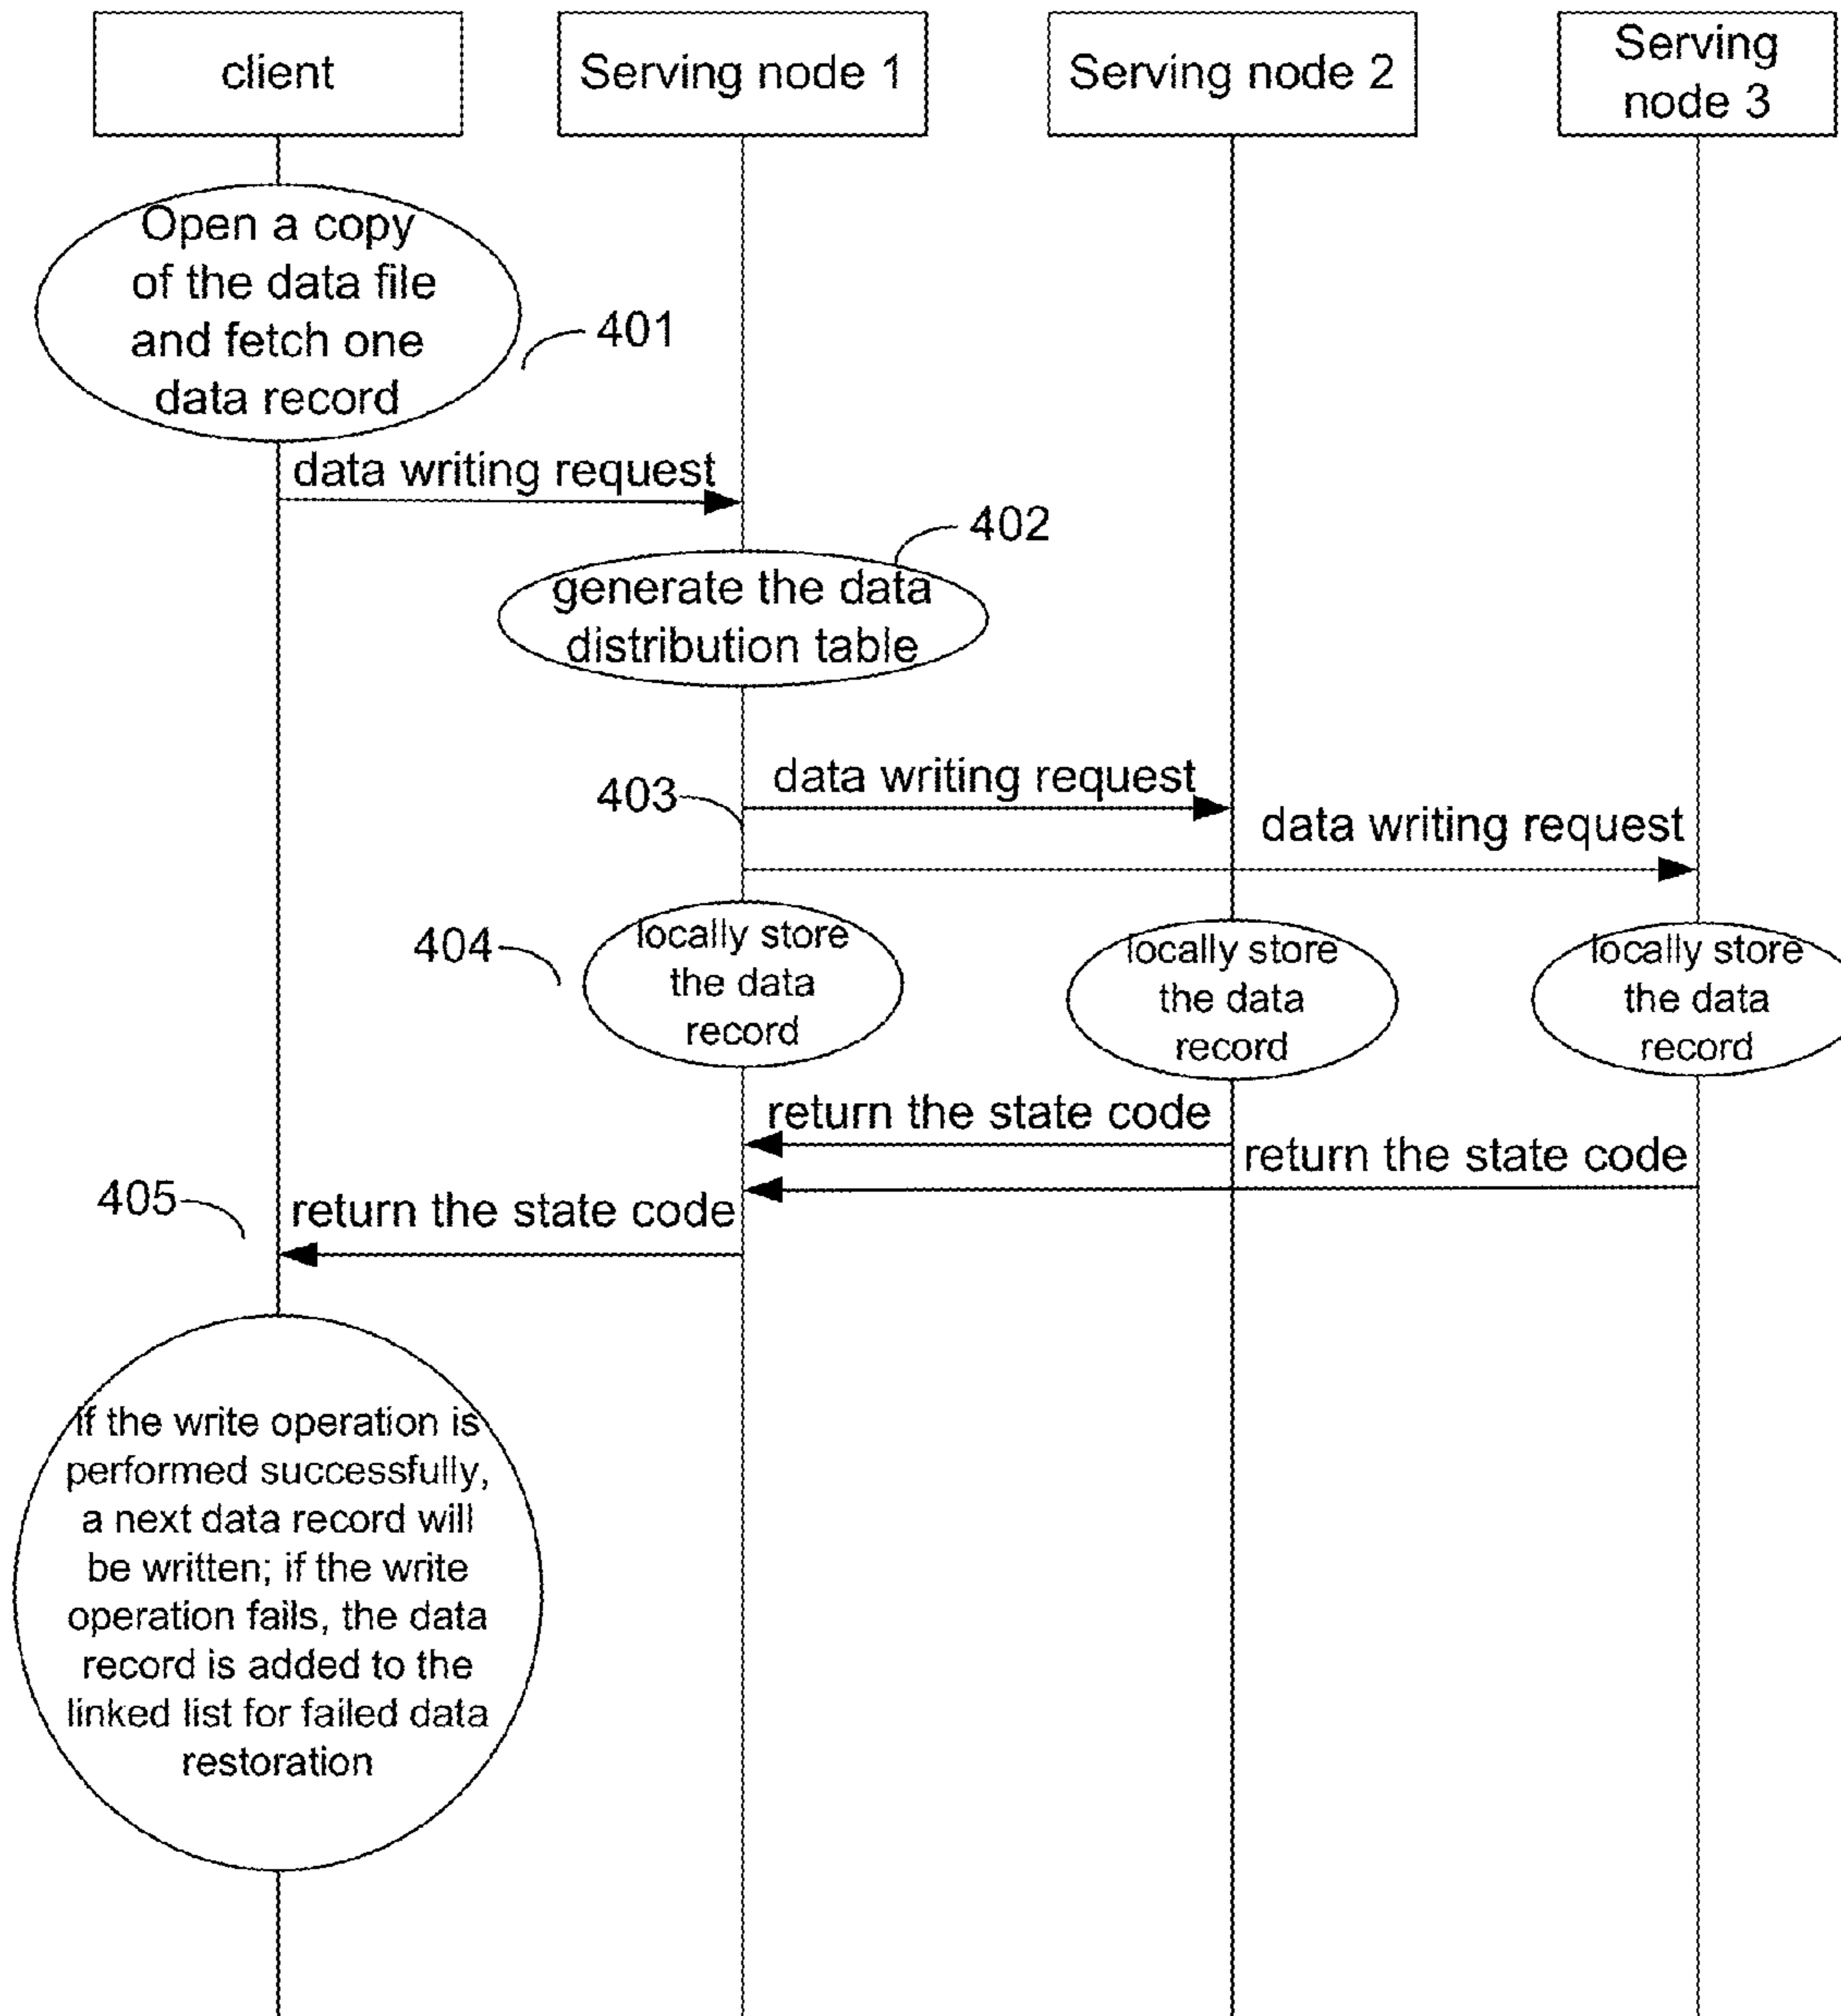 client
Serving node 1
Serving node 2
Serving
node 3
Open a copy
of the data file
and fetch one
data record
401
data writing request
402
generate the data
distribution table
403
data writing request
data writing request
404
locally store
the data
record
locally store
the data
record
locally store
the data
record
return the state code
return the state code
405
return the state code
If the write operation is
performed successfully,
a next data record will
be written; if the write
operation fails, the data
record is added to the
linked list for failed data
restoration